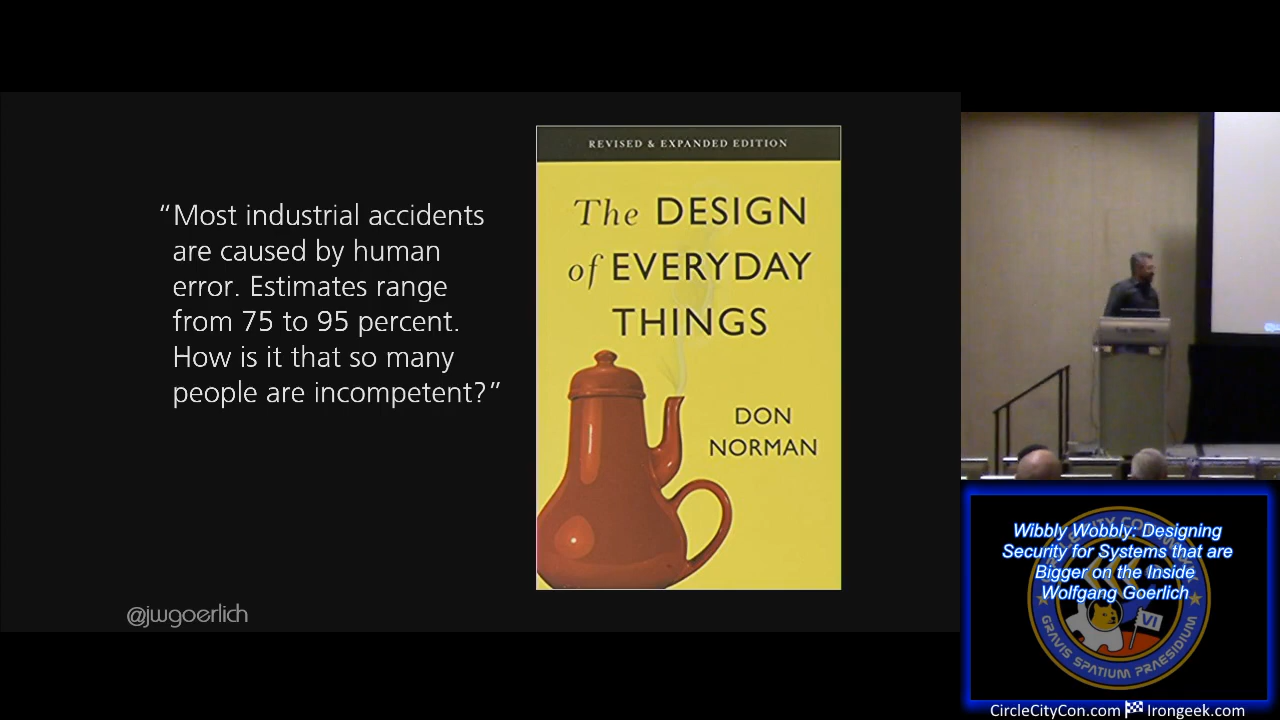 “Most industrial accidents
are caused by human
error. Estimates range
from 75 to 95 percent.
How is it that so many
people are incompetent?”
REVISED & EXPANDED EDITION
The DESIGN
of EVERYDAY
THINGS
DON
NORMAN
@jwgoerlich
Wibbly Wobbly: Designing
Security for Systems that are
Bigger on the Inside
Wolfgang Goerlich
VI
GRAVIS SPATIUM PRAESIDIUM
CircleCityCon.com Irongeek.com